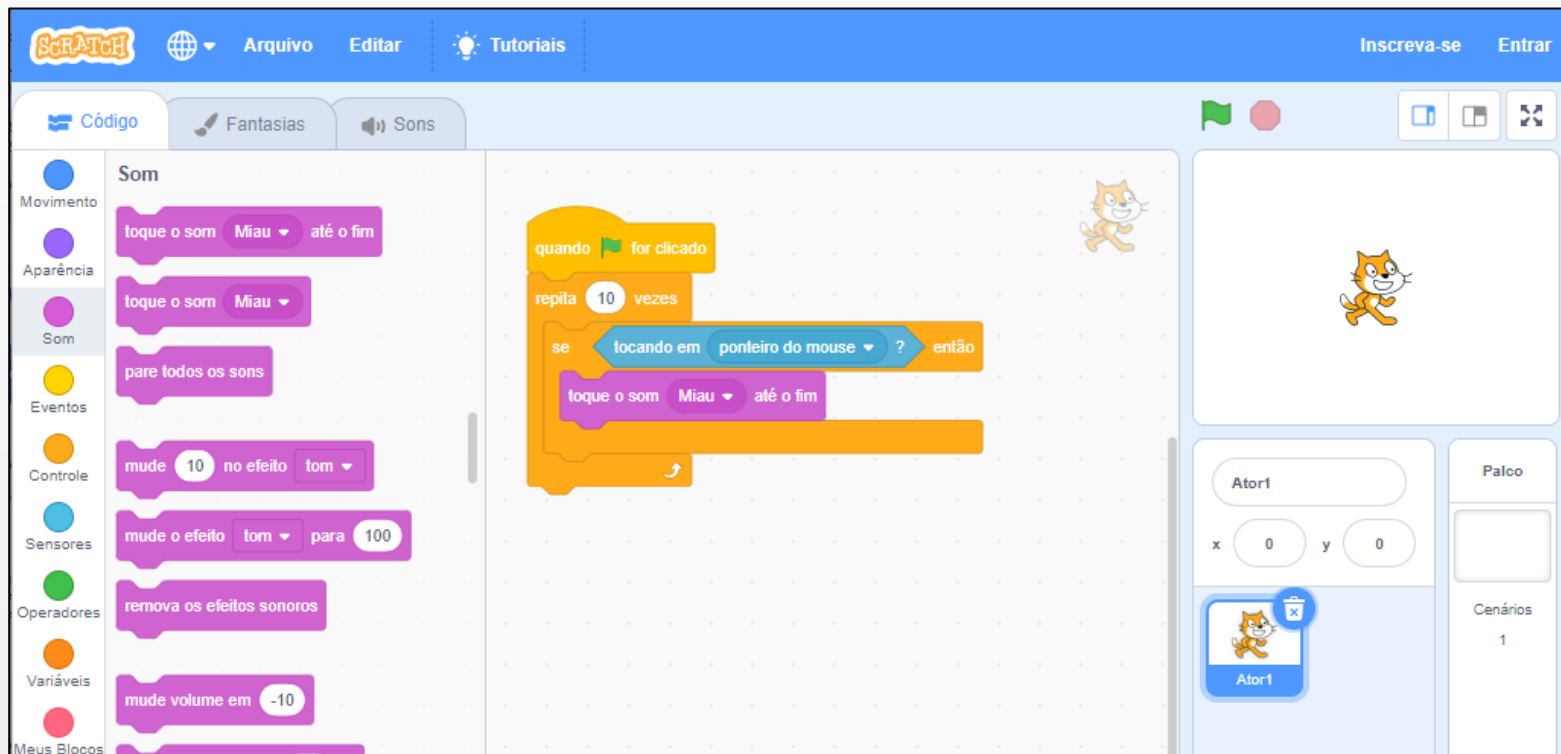 SCRATCH Arquivo Editar Tutoriais Inscreva-se Entrar
Código Fantasias Sons
Movimento
Aparência
Som
Eventos
Controle
Sensores
Operadores
Variáveis
Meus Blocos
Som
toque o som Miau até o fim
toque o som Miau
pare todos os sons
mude 10 no efeito tom
mude o efeito tom para 100
remova os efeitos sonoros
mude volume em -10
quando for clicado
repita 10 vezes
se tocando em ponteiro do mouse ? então
toque o som Miau até o fim
Ator1
x 0 y 0
Ator1
Palco
Cenários
1